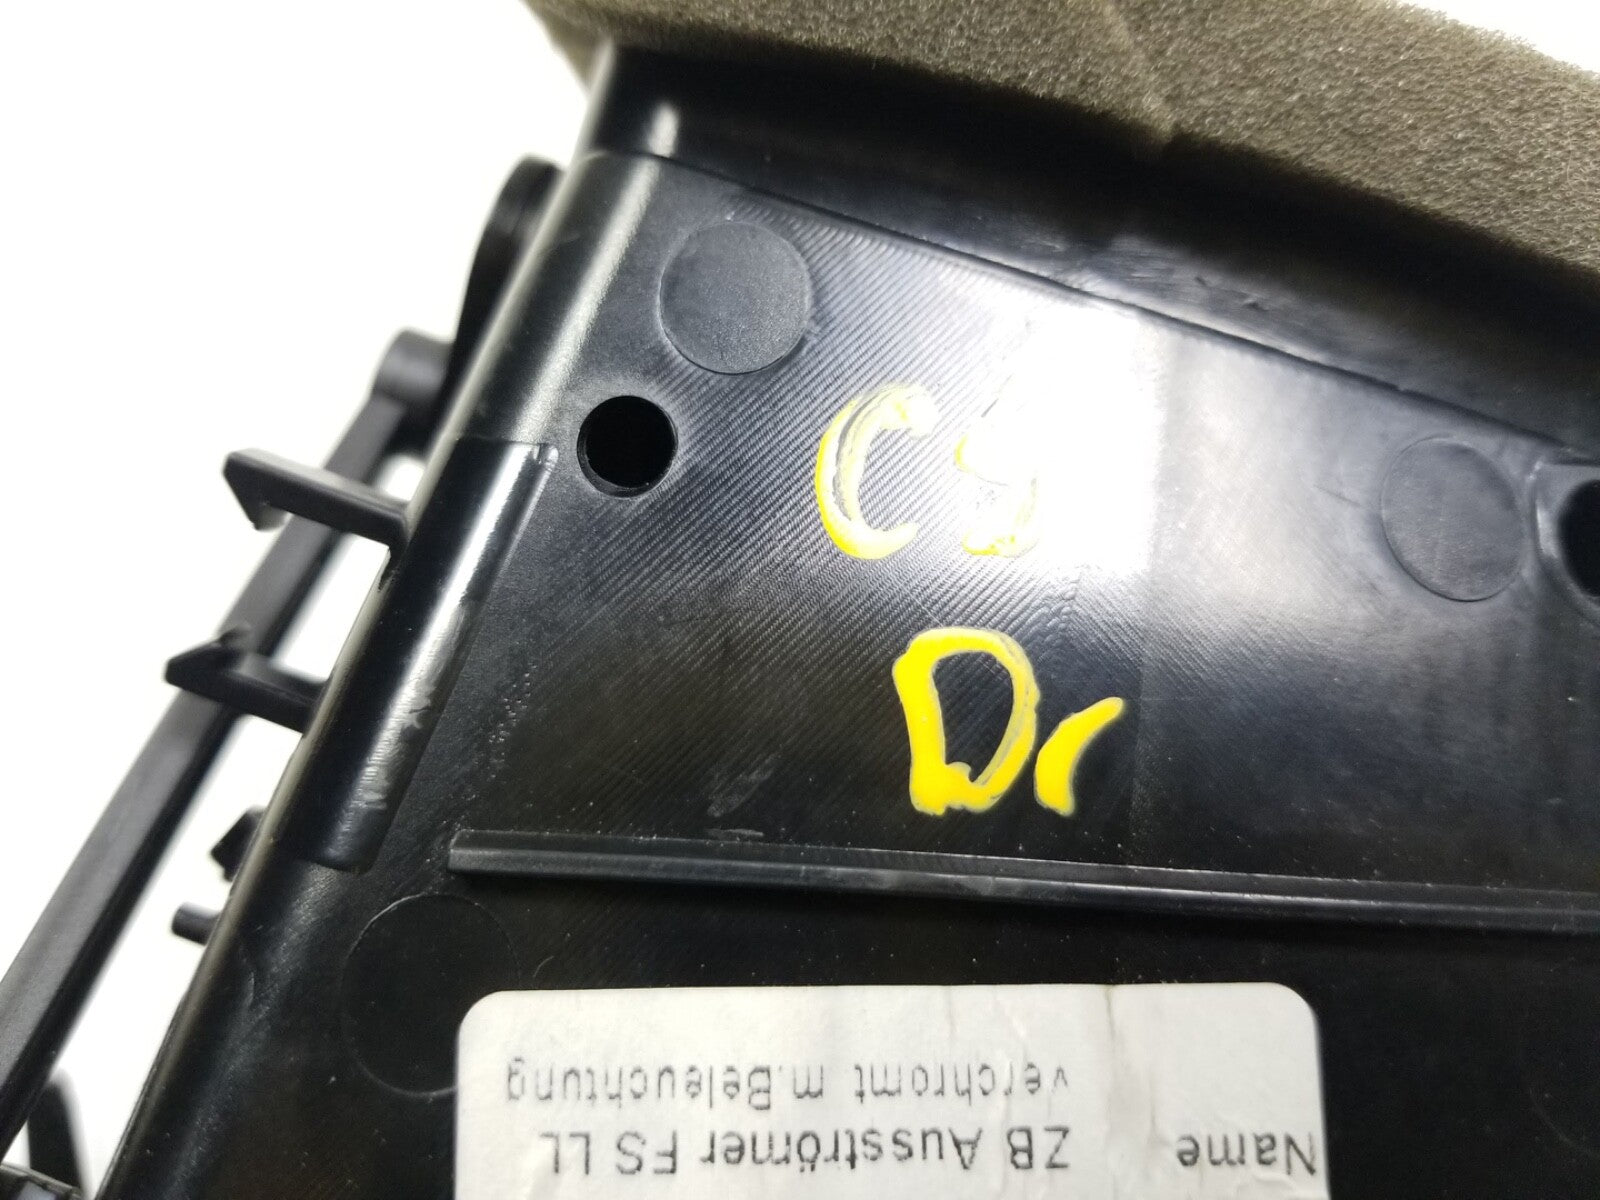 C5
Dr
Name ZB Ausströmer FS LL
verchromt m.Beleuchtung